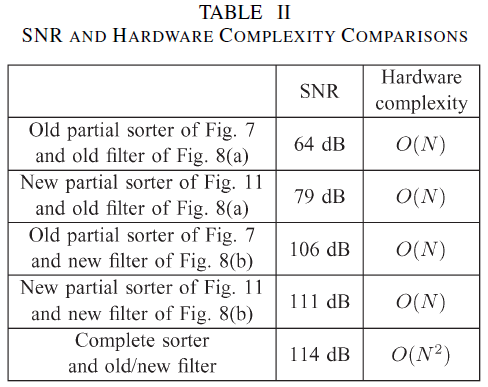 TABLE II
SNR AND HARDWARE COMPLEXITY COMPARISONS
SNR
Hardware
complexity
Old partial sorter of Fig. 7
and old filter of Fig. 8(a)
64 dB
O(N)
New partial sorter of Fig. 11
and old filter of Fig. 8(a)
79 dB
O(N)
Old partial sorter of Fig. 7
and new filter of Fig. 8(b)
106 dB
O(N)
New partial sorter of Fig. 11
and new filter of Fig. 8(b)
111 dB
O(N)
Complete sorter
and old/new filter
114 dB
O(N²)